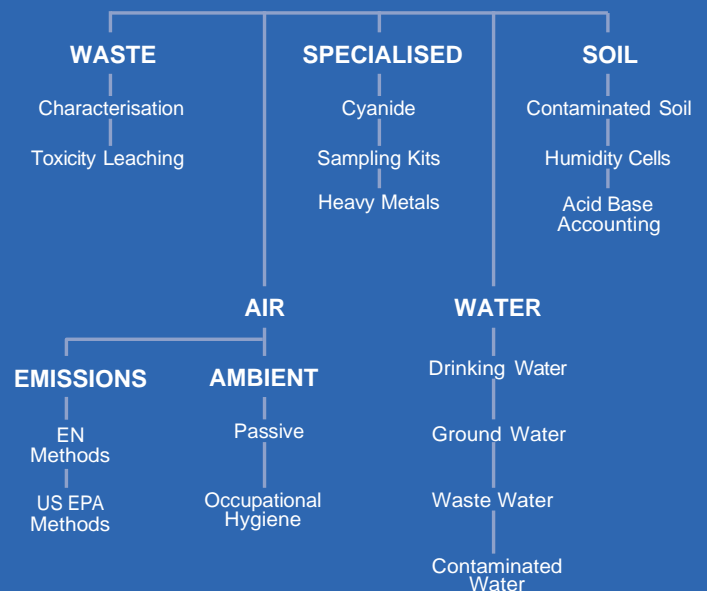 WASTE
Characterisation
Toxicity Leaching
SPECIALISED
Cyanide
Sampling Kits
Heavy Metals
SOIL
Contaminated Soil
Humidity Cells
Acid Base
Accounting
AIR
EMISSIONS
EN
Methods
US EPA
Methods
AMBIENT
Passive
Occupational
Hygiene
WATER
Drinking Water
Ground Water
Waste Water
Contaminated
Water